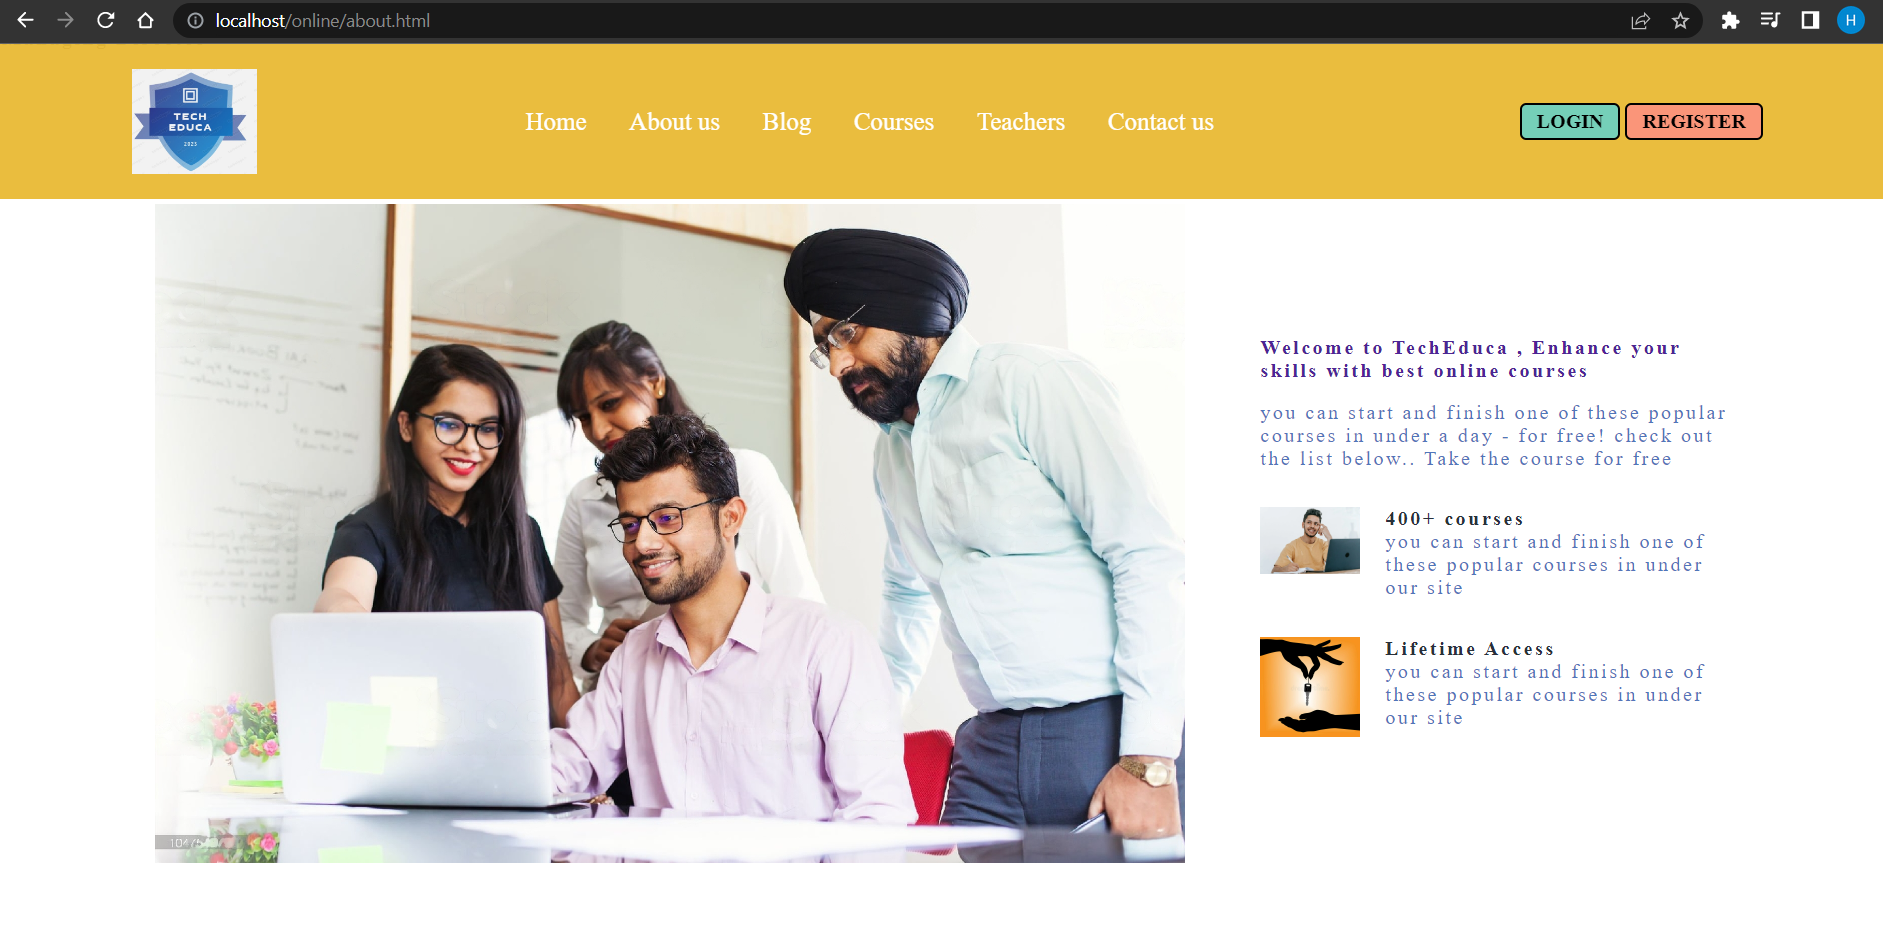 localhost/online/about.html
H
TECH
EDUCA
2023
Home About us Blog Courses Teachers Contact us
LOGIN REGISTER
Welcome to TechEduca , Enhance your
skills with best online courses
you can start and finish one of these popular
courses in under a day - for free! check out
the list below.. Take the course for free
400+ courses
you can start and finish one of
these popular courses in under
our site
Lifetime Access
you can start and finish one of
these popular courses in under
our site